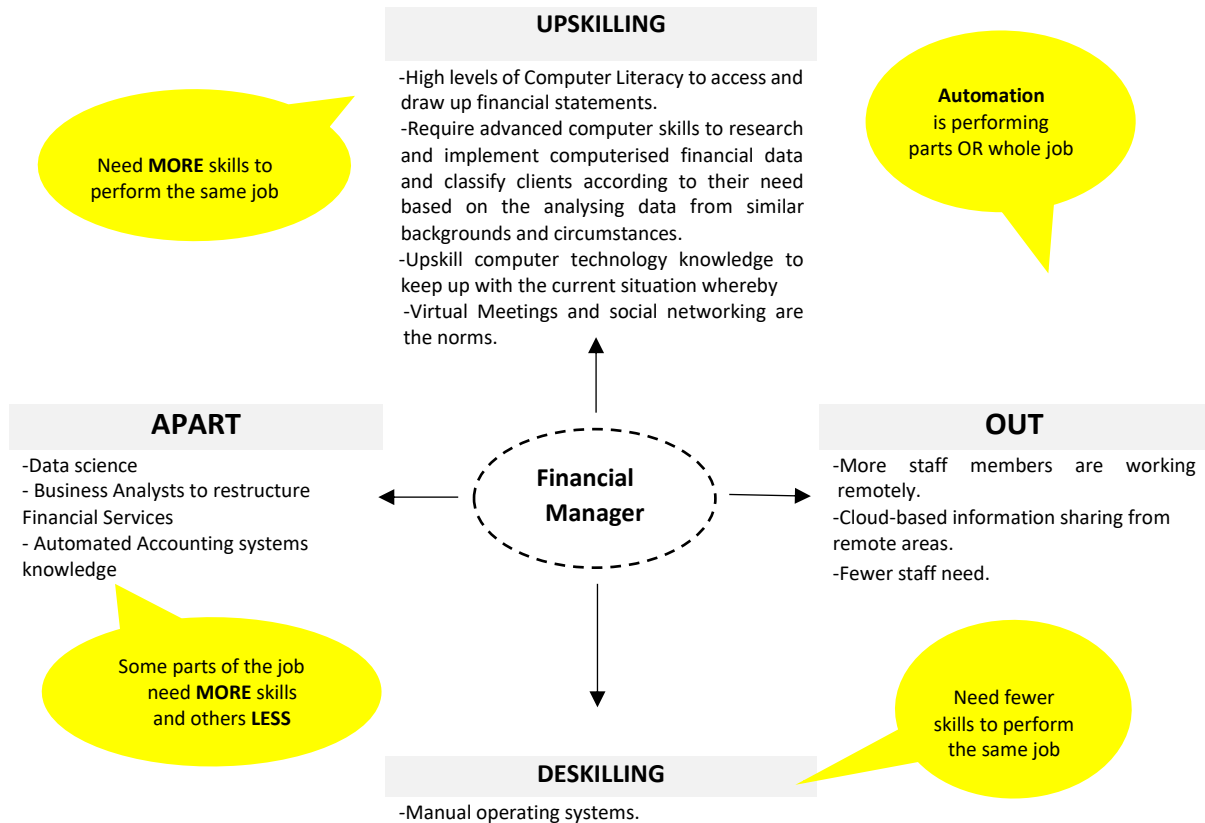 UPSKILLING
-High levels of Computer Literacy to access and
draw up financial statements.
-Require advanced computer skills to research
and implement computerised financial data
and classify clients according to their need
based on the analysing data from similar
backgrounds and circumstances.
-Upskill computer technology knowledge to
keep up with the current situation whereby
-Virtual Meetings and social networking are
the norms.
Need MORE skills to
perform the same job
Automation
is performing
parts OR whole job
APART
-Data science
- Business Analysts to restructure
Financial Services
- Automated Accounting systems
knowledge
Financial
Manager
OUT
-More staff members are working
remotely.
-Cloud-based information sharing from
remote areas.
-Fewer staff need.
Some parts of the job
need MORE skills
and others LESS
Need fewer
skills to perform
the same job
DESKILLING
-Manual operating systems.